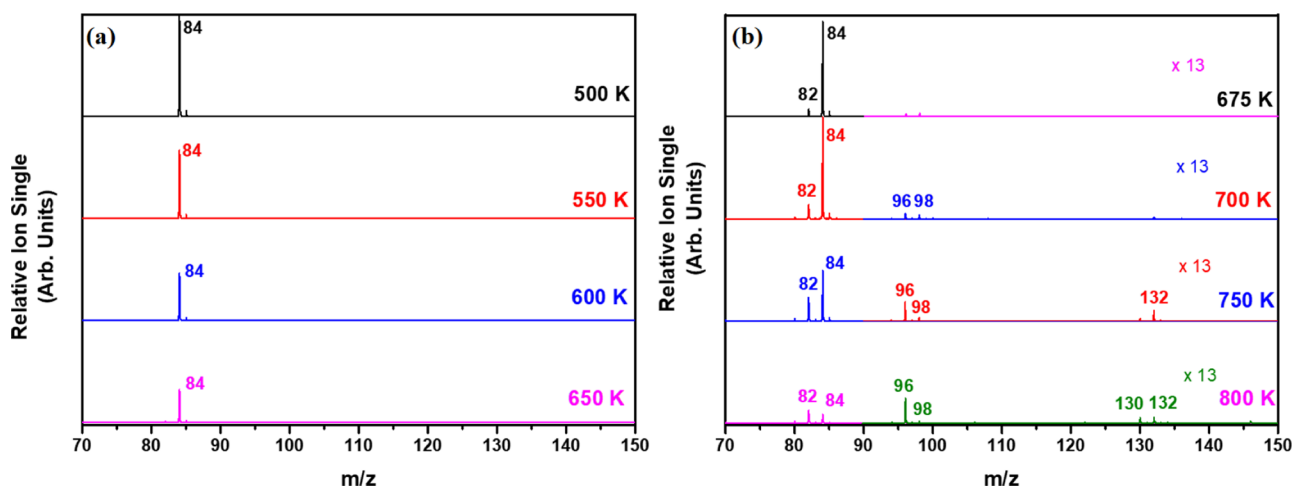 (a)
84
500 K
84
550 K
84
600 K
84
650 K
70 80 90 100 110 120 130 140 150
m/z
Relative Ion Single
(Arb. Units)
(b)
84
82
x 13
675 K
84
82
x 13
96 98
700 K
84
82
x 13
96
98
132
750 K
82 84
96
98
x 13
130 132
800 K
70 80 90 100 110 120 130 140 150
m/z
Relative Ion Single
(Arb. Units)